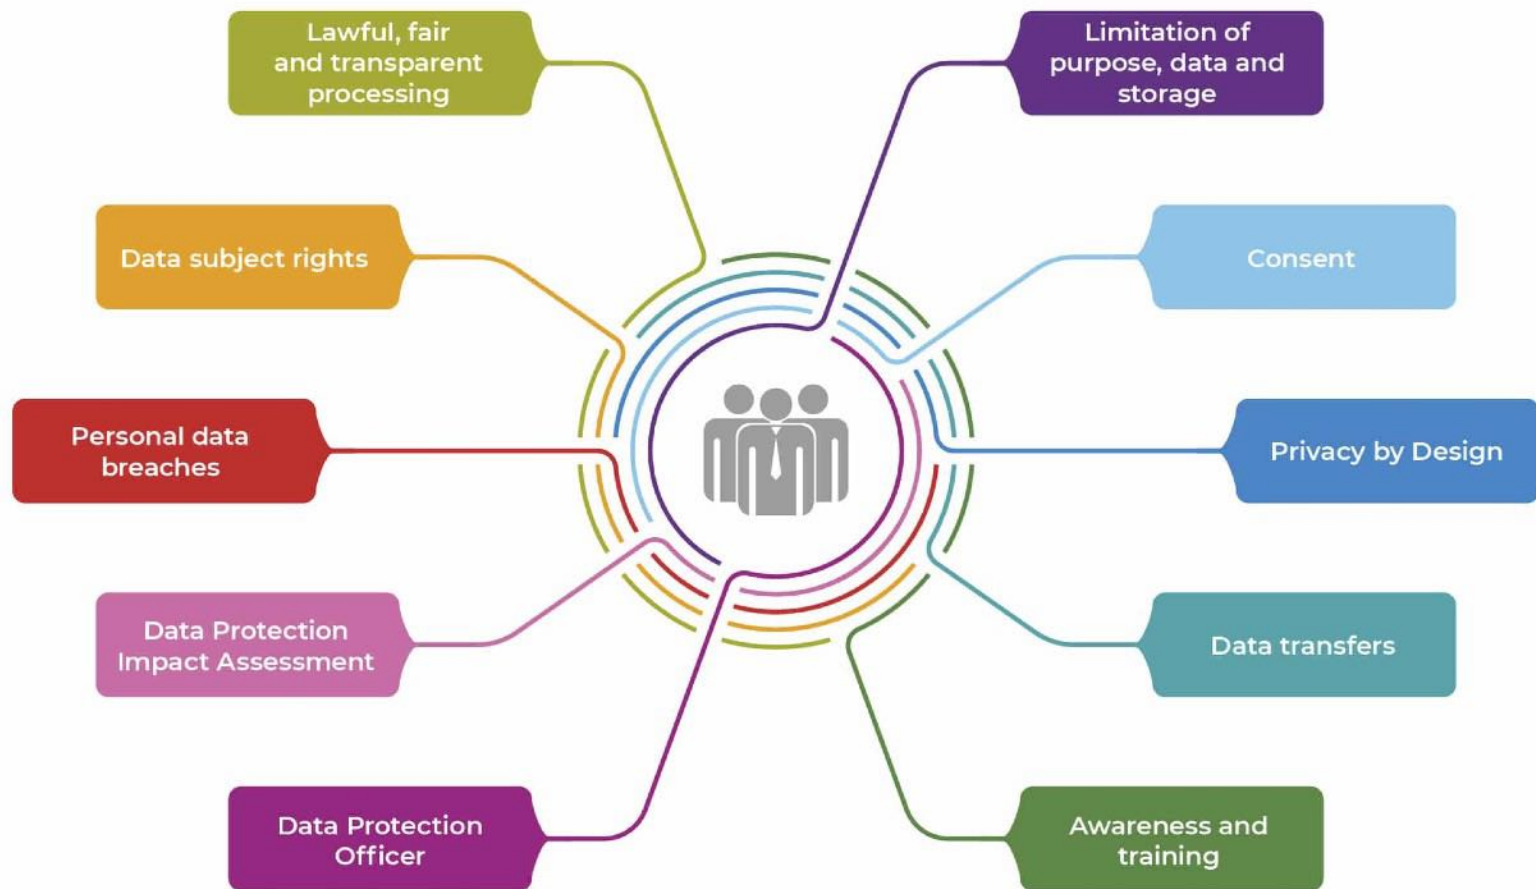 Lawful, fair
and transparent
processing
Limitation of
purpose, data and
storage
Data subject rights
Consent
Personal data
breaches
Privacy by Design
Data Protection
Impact Assessment
Data transfers
Data Protection
Officer
Awareness and
training